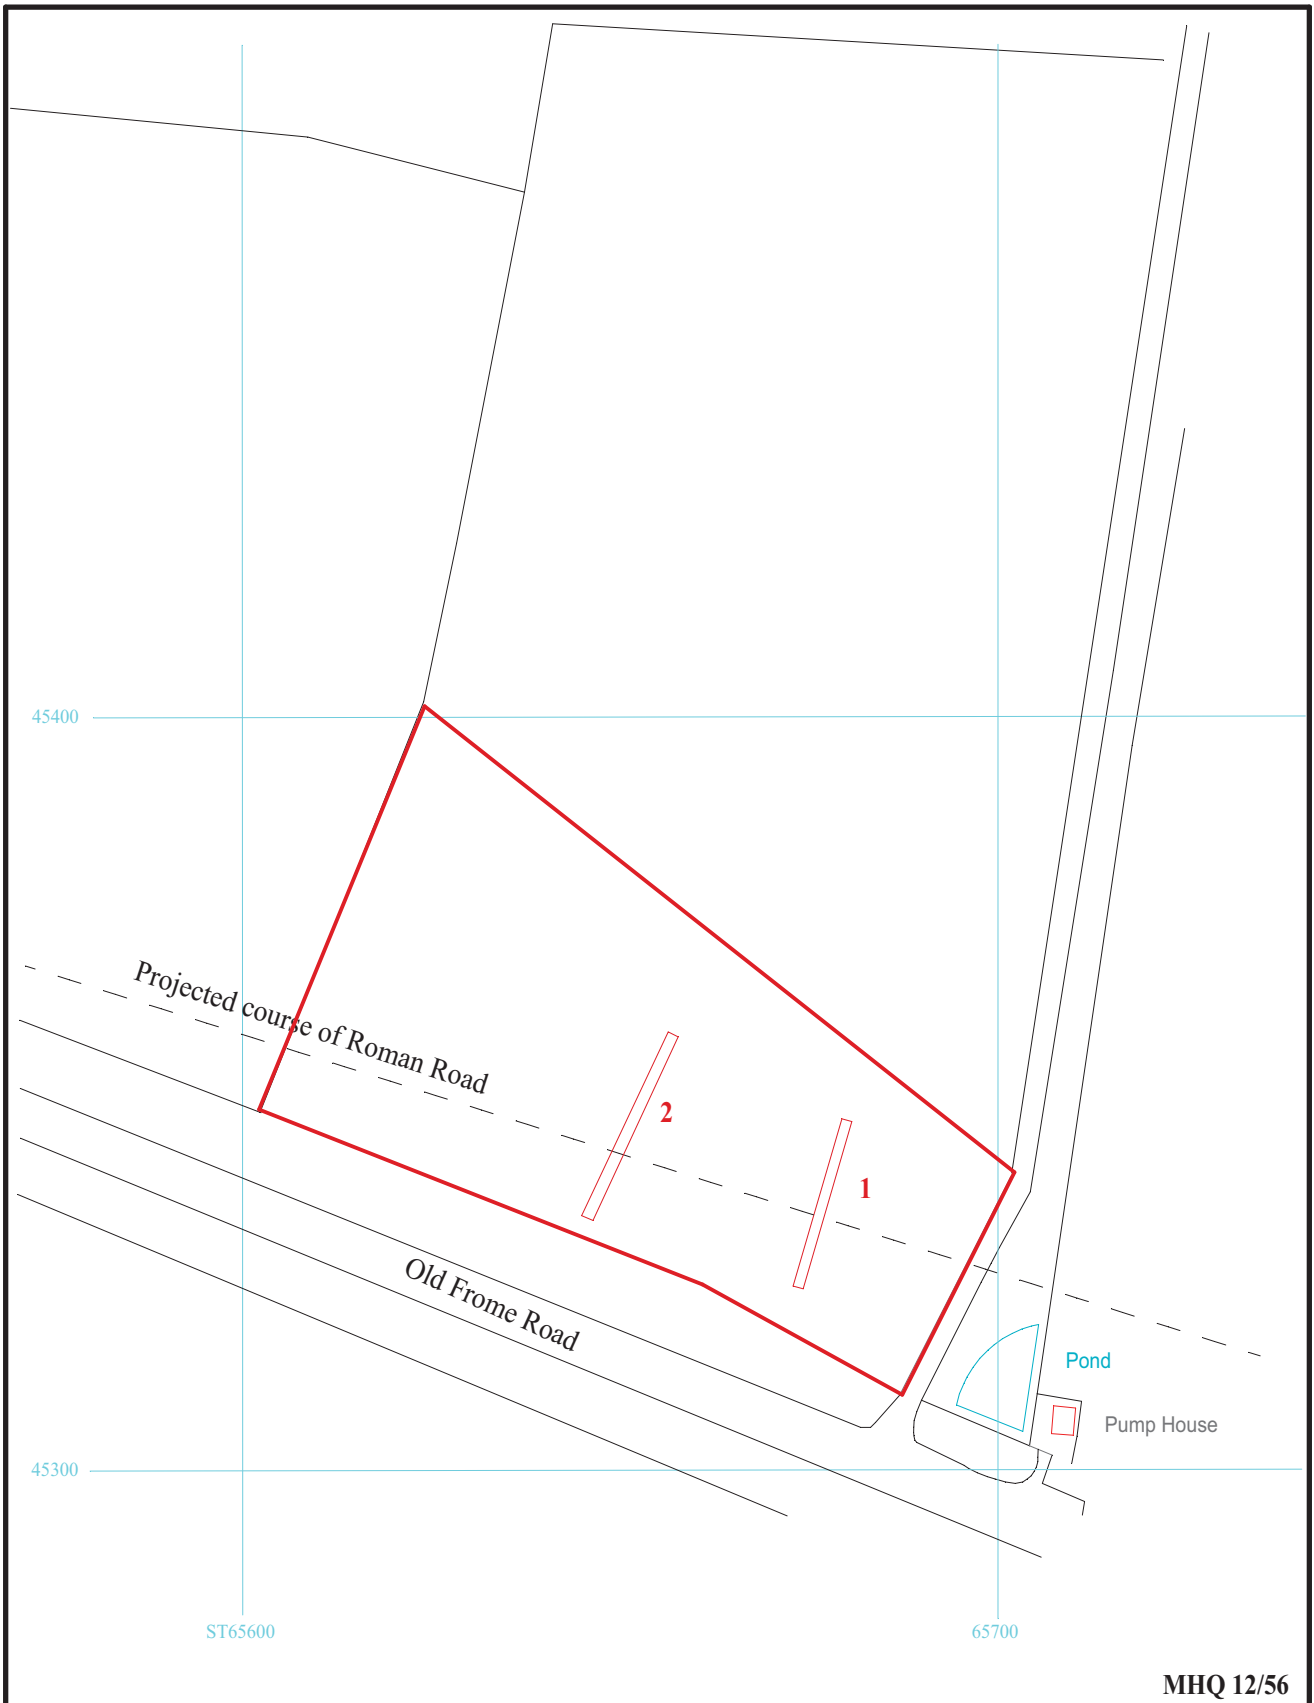 45400
Projected course of Roman Road
2
1
Old Frome Road
Pond
Pump House
45300
ST65600
65700
MHQ 12/56